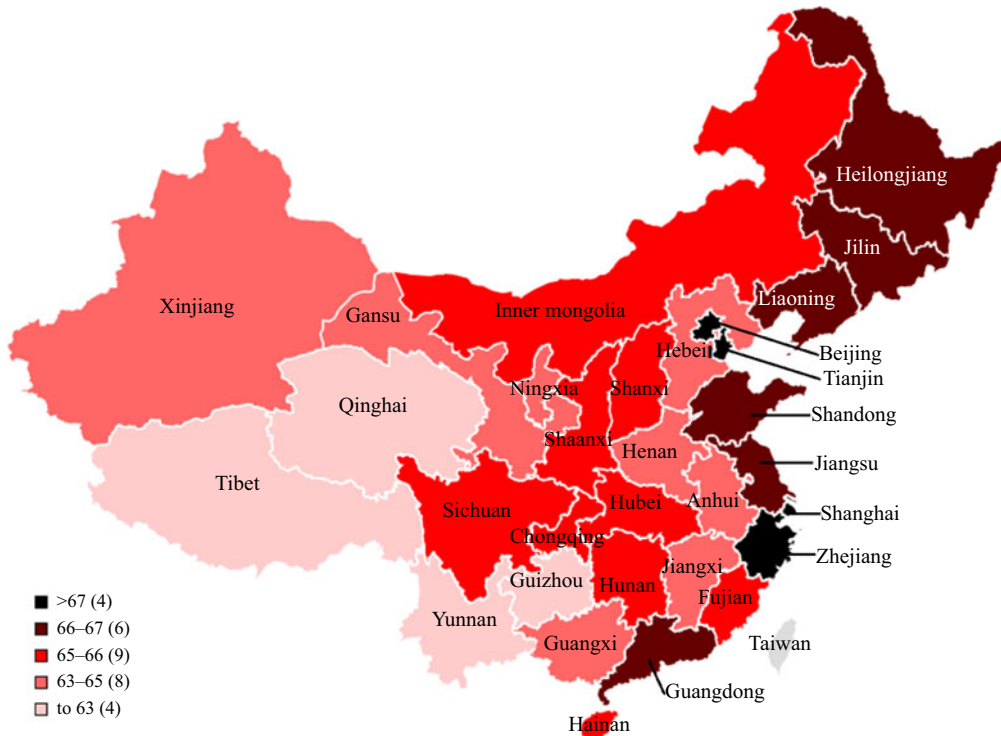 Heilongjiang
Jilin
Liaoning
Xinjiang
Gansu
Inner mongolia
Beijing
Hebei
Tianjin
Ningxia
Shanxi
Qinghai
Shandong
Shaanxi
Henan
Jiangsu
Tibet
Anhui
Sichuan
Hubei
Shanghai
Chongqing
Zhejiang
Jiangxi
Guizhou
Hunan
Fujian
Yunnan
Guangxi
Taiwan
Guangdong
Hainan
>67 (4)
66–67 (6)
65–66 (9)
63–65 (8)
to 63 (4)